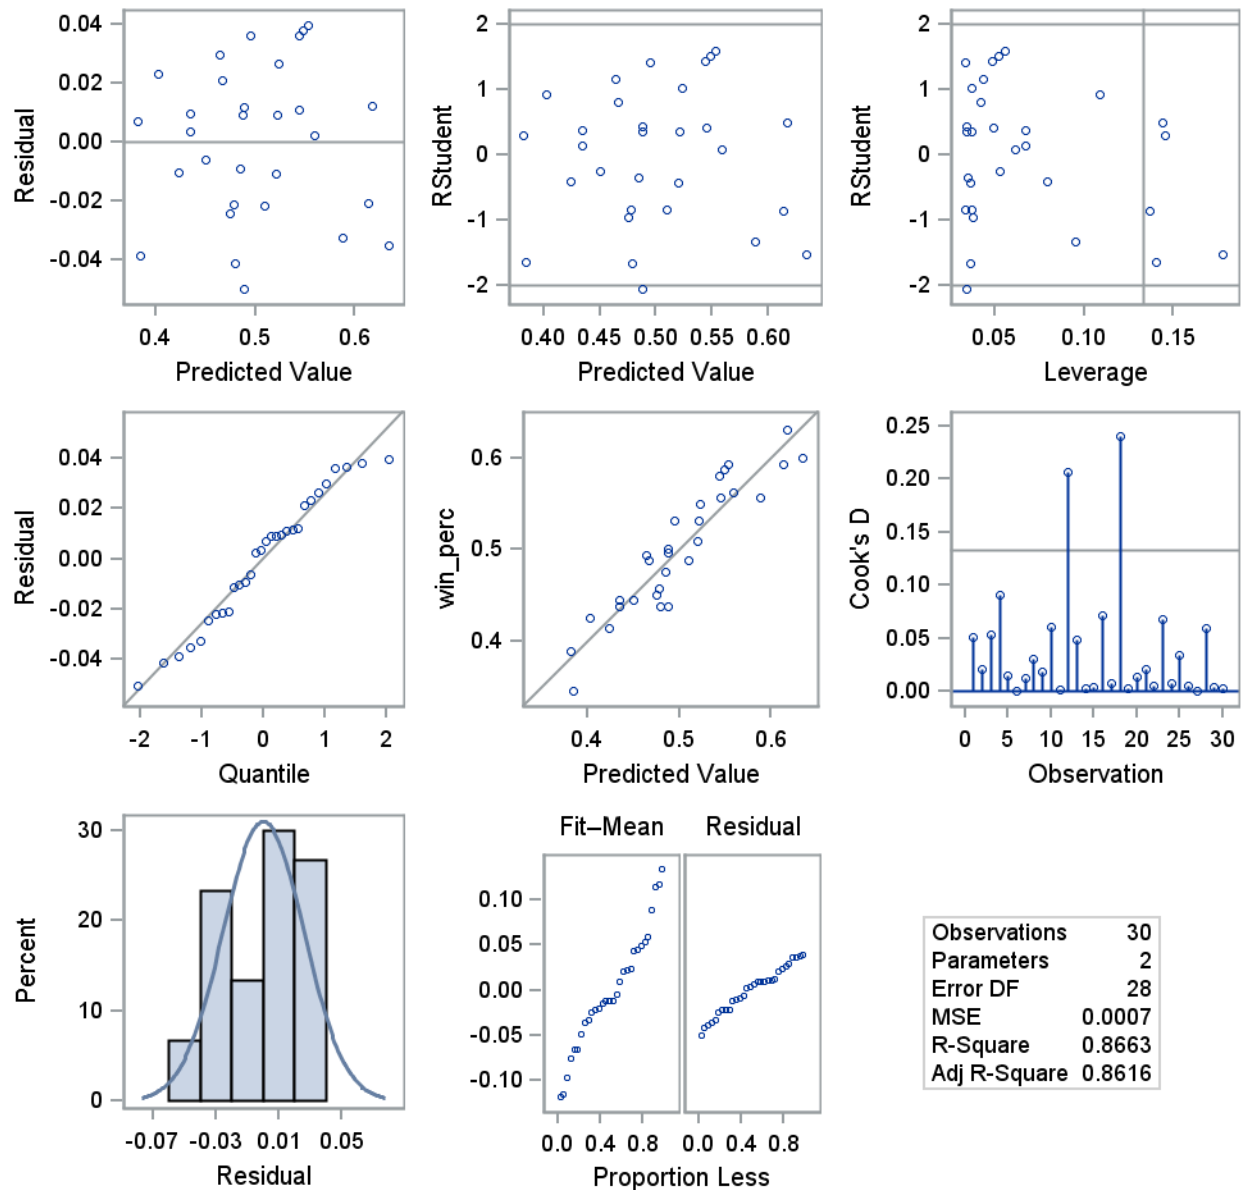 Residual
0.04
0.02
0.00
-0.02
-0.04
0.4 0.5 0.6
Predicted Value
RStudent
2
1
0
-1
-2
0.40 0.45 0.50 0.55 0.60
Predicted Value
RStudent
2
1
0
-1
-2
0.05 0.10 0.15
Leverage
Residual
0.04
0.02
0.00
-0.02
-0.04
-2 -1 0 1 2
Quantile
win_perc
0.6
0.5
0.4
0.4 0.5 0.6
Predicted Value
Cook's D
0.25
0.20
0.15
0.10
0.05
0.00
0 5 10 15 20 25 30
Observation
Percent
30
20
10
0
-0.07 -0.03 0.01 0.05
Residual
Fit–Mean Residual
0.10
0.05
0.00
-0.05
-0.10
0.0 0.4 0.8 0.0 0.4 0.8
Proportion Less
Observations 30
Parameters 2
Error DF 28
MSE 0.0007
R-Square 0.8663
Adj R-Square 0.8616